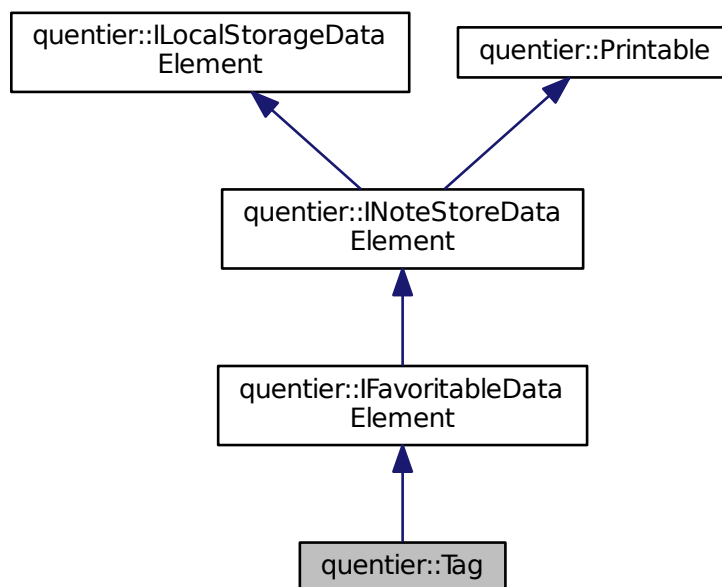 quentier::ILocalStorageData
Element
quentier::Printable
quentier::INoteStoreData
Element
quentier::IFavoritableData
Element
quentier::Tag